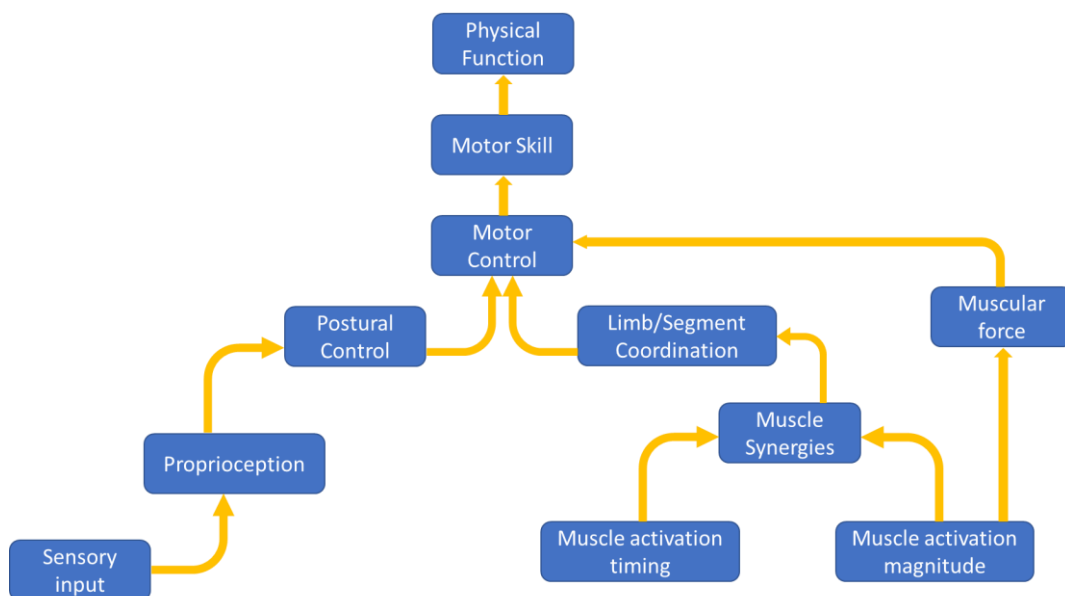 Physical
Function
Motor Skill
Motor
Control
Postural
Control
Limb/Segment
Coordination
Muscular
force
Muscle
Synergies
Proprioception
Sensory
input
Muscle activation
timing
Muscle activation
magnitude